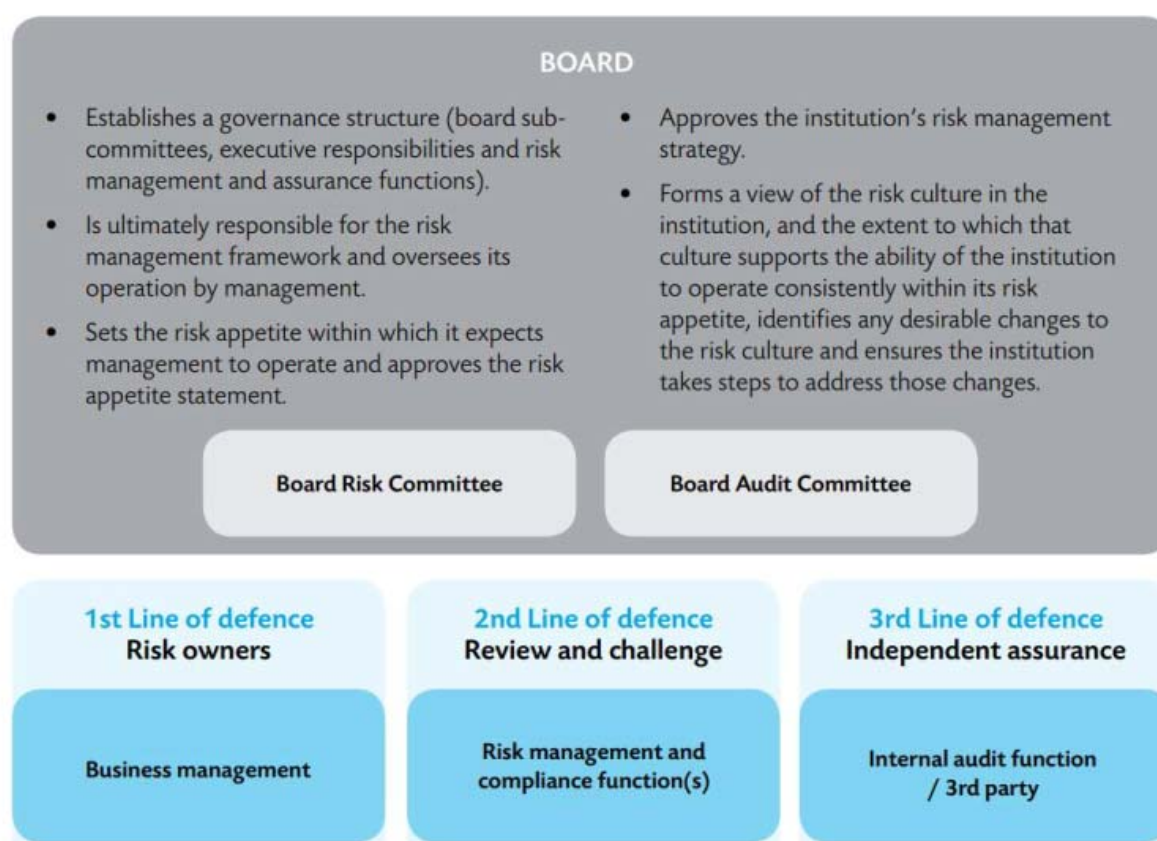 BOARD
• Establishes a governance structure (board sub-
committees, executive responsibilities and risk
management and assurance functions).
• Is ultimately responsible for the risk
management framework and oversees its
operation by management.
• Sets the risk appetite within which it expects
management to operate and approves the risk
appetite statement.
• Approves the institution's risk management
strategy.
• Forms a view of the risk culture in the
institution, and the extent to which that
culture supports the ability of the institution
to operate consistently within its risk
appetite, identifies any desirable changes to
the risk culture and ensures the institution
takes steps to address those changes.
Board Risk Committee
Board Audit Committee
1st Line of defence
Risk owners
Business management
2nd Line of defence
Review and challenge
Risk management and
compliance function(s)
3rd Line of defence
Independent assurance
Internal audit function
/ 3rd party